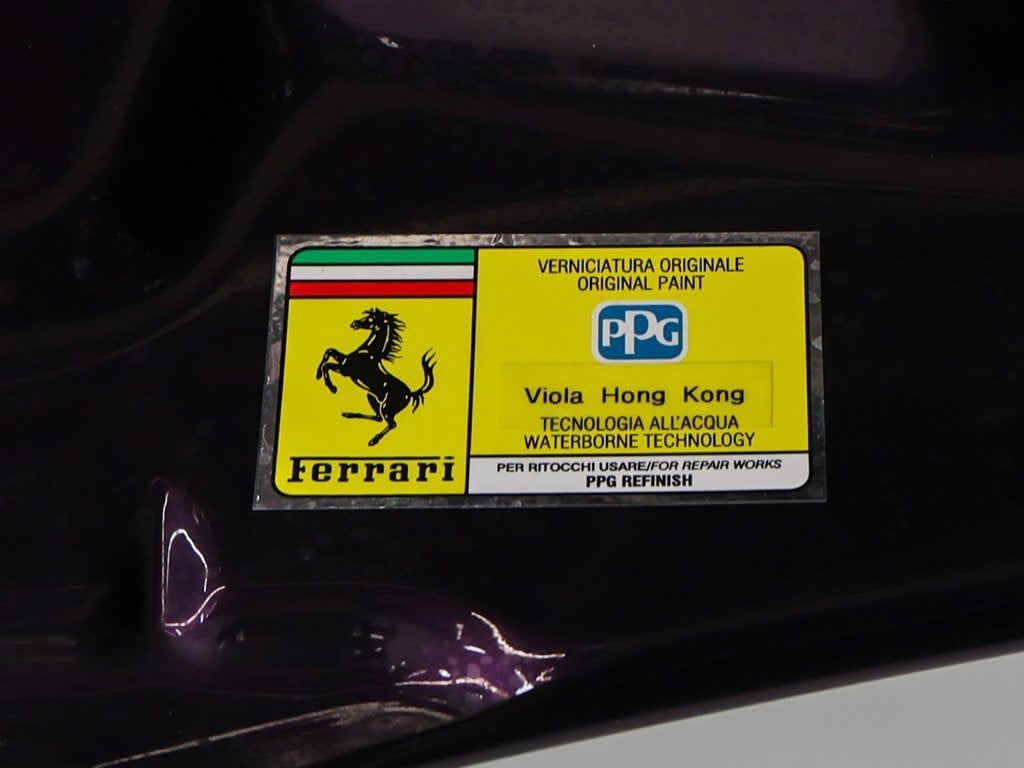 Ferrari
VERNICIATURA ORIGINALE
ORIGINAL PAINT
PPG
Viola Hong Kong
TECNOLOGIA ALL'ACQUA
WATERBORNE TECHNOLOGY
PER RITOCCHI USARE/FOR REPAIR WORKS
PPG REFINISH